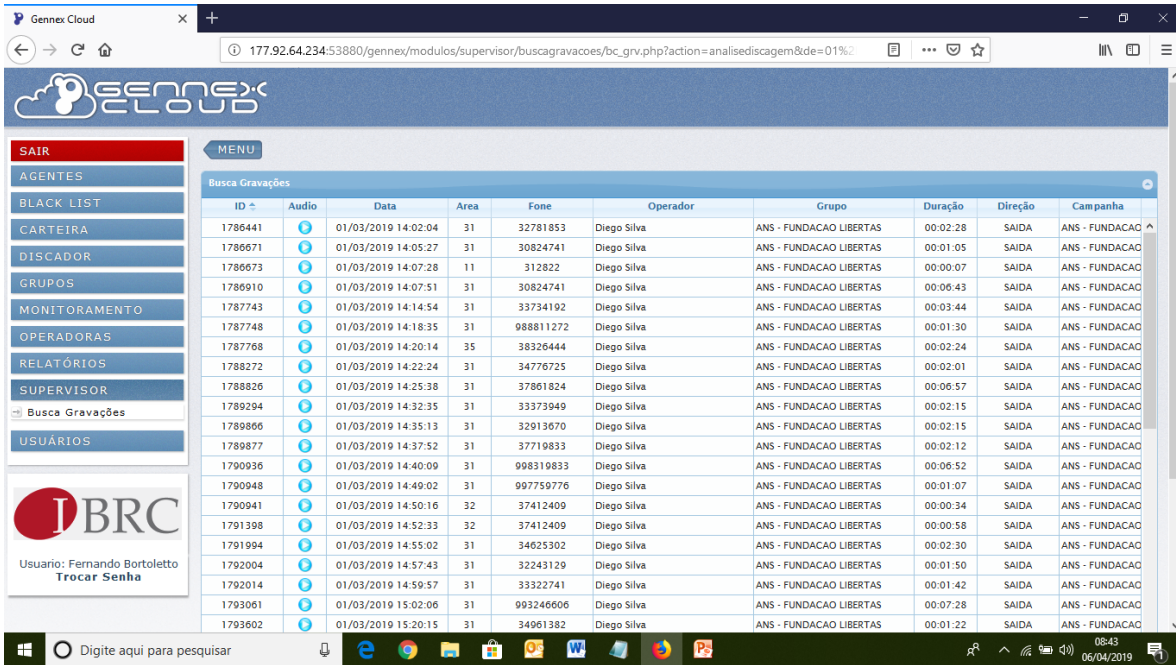 Gennex Cloud
177.92.64.234:53880/gennex/modulos/supervisor/buscagravacoes/bc_grv.php?action=analisediscagem&de=01%2
GENNEX
CLOUD
SAIR
AGENTES
BLACK LIST
CARTEIRA
DISCADOR
GRUPOS
MONITORAMENTO
OPERADORAS
RELATÓRIOS
SUPERVISOR
Busca Gravações
USUÁRIOS
IBRC
Usuario: Fernando Bortoletto
Trocar Senha
MENU
Busca Gravações
ID Audio Data Area Fone Operador Grupo Duração Direção Campanha
1786441 01/03/2019 14:02:04 31 32781853 Diego Silva ANS - FUNDACAO LIBERTAS 00:02:28 SAIDA ANS - FUNDACAO
1786671 01/03/2019 14:05:27 31 30824741 Diego Silva ANS - FUNDACAO LIBERTAS 00:01:05 SAIDA ANS - FUNDACAO
1786673 01/03/2019 14:07:28 11 312822 Diego Silva ANS - FUNDACAO LIBERTAS 00:00:07 SAIDA ANS - FUNDACAO
1786910 01/03/2019 14:07:51 31 30824741 Diego Silva ANS - FUNDACAO LIBERTAS 00:06:43 SAIDA ANS - FUNDACAO
1787743 01/03/2019 14:14:54 31 33734192 Diego Silva ANS - FUNDACAO LIBERTAS 00:03:44 SAIDA ANS - FUNDACAO
1787748 01/03/2019 14:18:35 31 988811272 Diego Silva ANS - FUNDACAO LIBERTAS 00:01:30 SAIDA ANS - FUNDACAO
1787768 01/03/2019 14:20:14 35 38326444 Diego Silva ANS - FUNDACAO LIBERTAS 00:02:24 SAIDA ANS - FUNDACAO
1788272 01/03/2019 14:22:24 31 34776725 Diego Silva ANS - FUNDACAO LIBERTAS 00:02:01 SAIDA ANS - FUNDACAO
1788826 01/03/2019 14:25:38 31 37861824 Diego Silva ANS - FUNDACAO LIBERTAS 00:06:57 SAIDA ANS - FUNDACAO
1789294 01/03/2019 14:32:35 31 33373949 Diego Silva ANS - FUNDACAO LIBERTAS 00:02:15 SAIDA ANS - FUNDACAO
1789866 01/03/2019 14:35:13 31 32913670 Diego Silva ANS - FUNDACAO LIBERTAS 00:02:15 SAIDA ANS - FUNDACAO
1789877 01/03/2019 14:37:52 31 37719833 Diego Silva ANS - FUNDACAO LIBERTAS 00:02:12 SAIDA ANS - FUNDACAO
1790936 01/03/2019 14:40:09 31 998319833 Diego Silva ANS - FUNDACAO LIBERTAS 00:06:52 SAIDA ANS - FUNDACAO
1790948 01/03/2019 14:49:02 31 997759776 Diego Silva ANS - FUNDACAO LIBERTAS 00:01:07 SAIDA ANS - FUNDACAO
1790941 01/03/2019 14:50:16 32 37412409 Diego Silva ANS - FUNDACAO LIBERTAS 00:00:34 SAIDA ANS - FUNDACAO
1791398 01/03/2019 14:52:33 32 37412409 Diego Silva ANS - FUNDACAO LIBERTAS 00:00:58 SAIDA ANS - FUNDACAO
1791994 01/03/2019 14:55:02 31 34625302 Diego Silva ANS - FUNDACAO LIBERTAS 00:02:30 SAIDA ANS - FUNDACAO
1792004 01/03/2019 14:57:43 31 32243129 Diego Silva ANS - FUNDACAO LIBERTAS 00:01:50 SAIDA ANS - FUNDACAO
1792014 01/03/2019 14:59:57 31 33322741 Diego Silva ANS - FUNDACAO LIBERTAS 00:01:42 SAIDA ANS - FUNDACAO
1793061 01/03/2019 15:02:06 31 993246606 Diego Silva ANS - FUNDACAO LIBERTAS 00:07:28 SAIDA ANS - FUNDACAO
1793602 01/03/2019 15:20:15 31 34961382 Diego Silva ANS - FUNDACAO LIBERTAS 00:01:22 SAIDA ANS - FUNDACAO
Digite aqui para pesquisar
08:43
06/04/2019